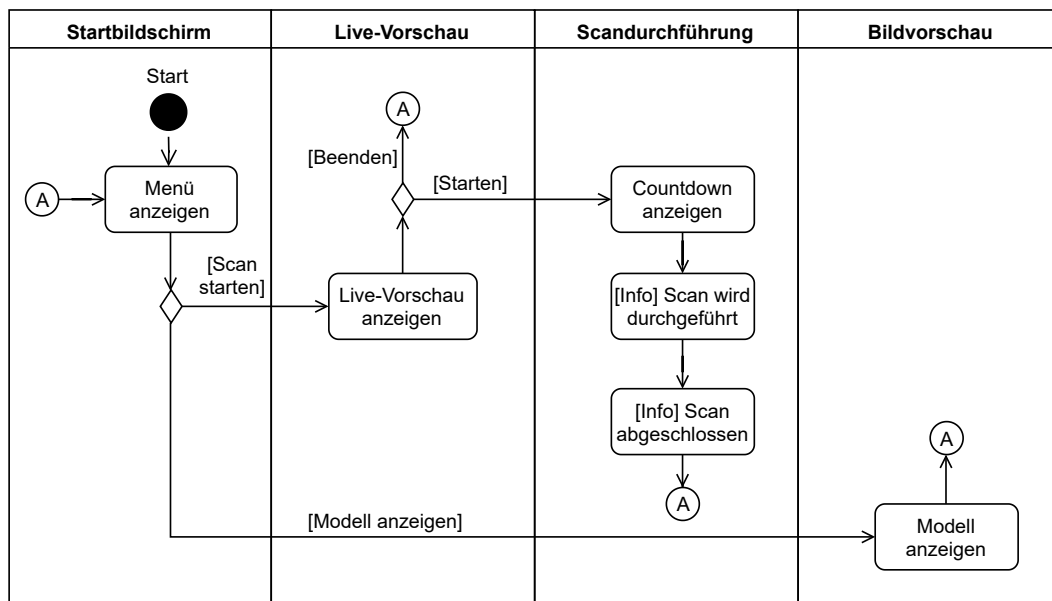 Startbildschirm
Live-Vorschau
Scandurchführung
Bildvorschau
Start
Menü
anzeigen
A
[Scan
starten]
[Modell anzeigen]
A
[Beenden]
[Starten]
Live-Vorschau
anzeigen
Countdown
anzeigen
[Info] Scan wird
durchgeführt
[Info] Scan
abgeschlossen
A
A
Modell
anzeigen